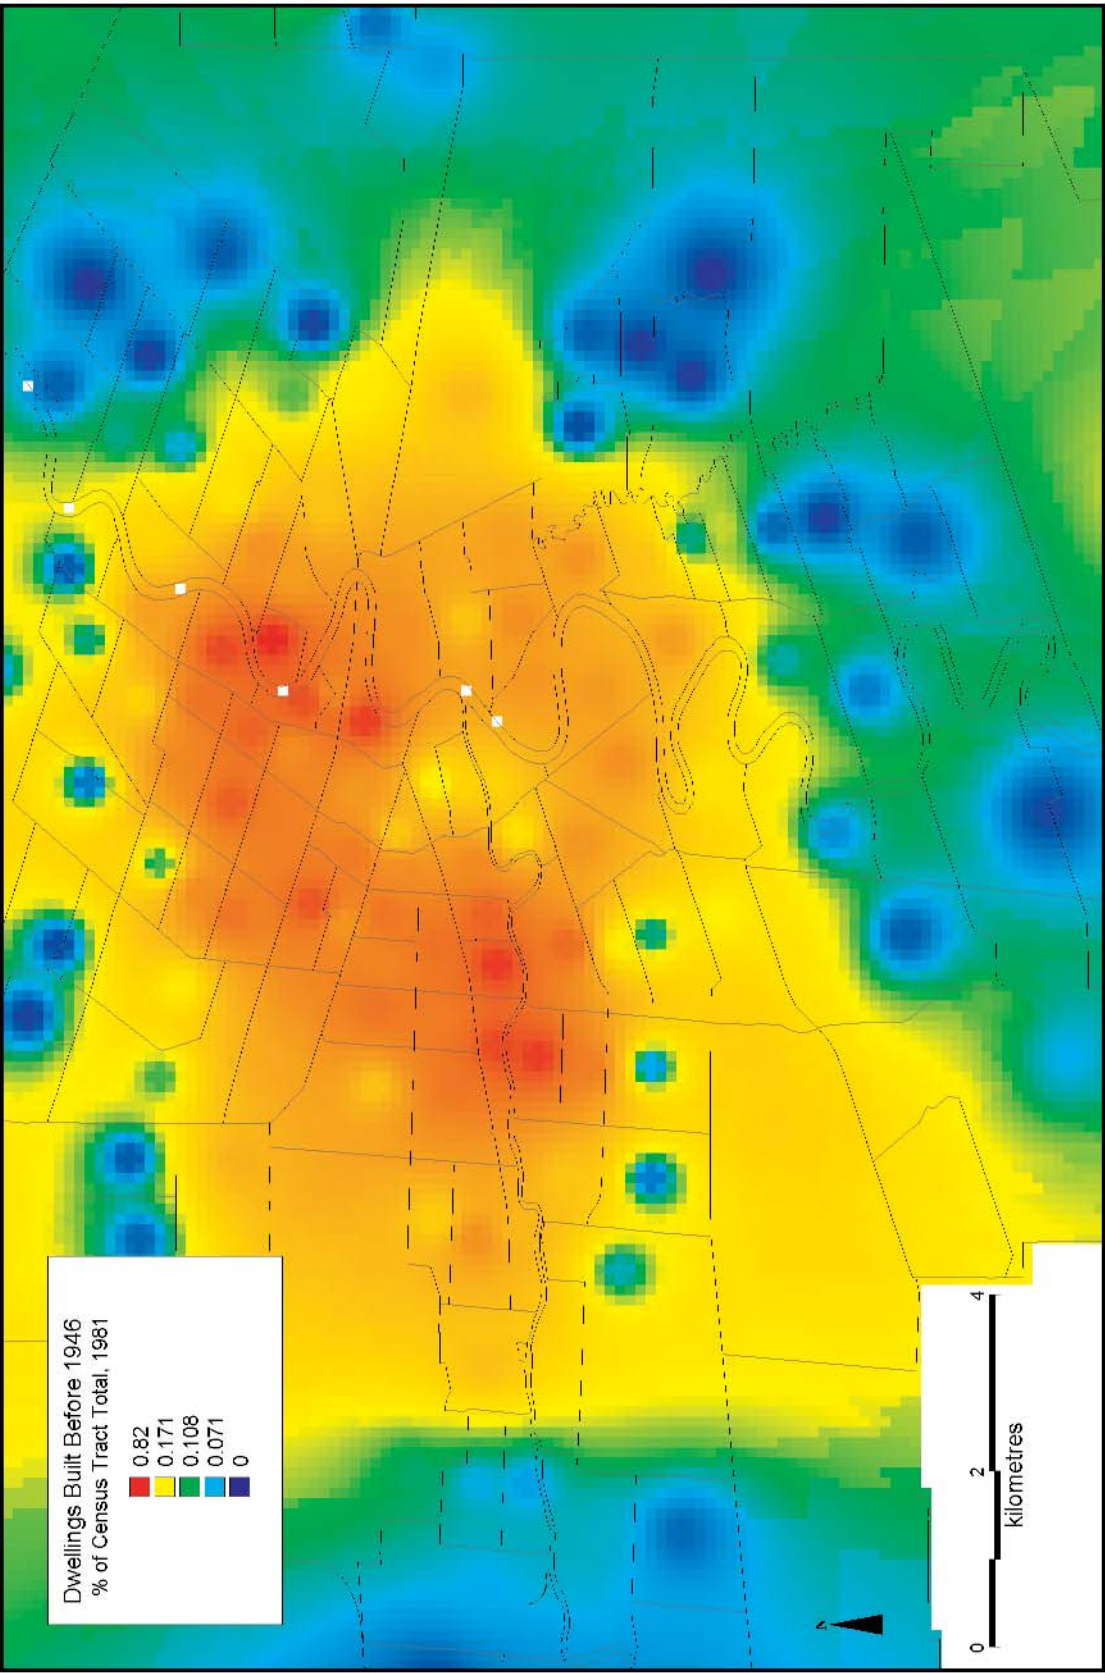 Dwellings Built Before 1946
% of Census Tract Total, 1981
0.82
0.171
0.108
0.071
0
N
0 2 4
kilometres